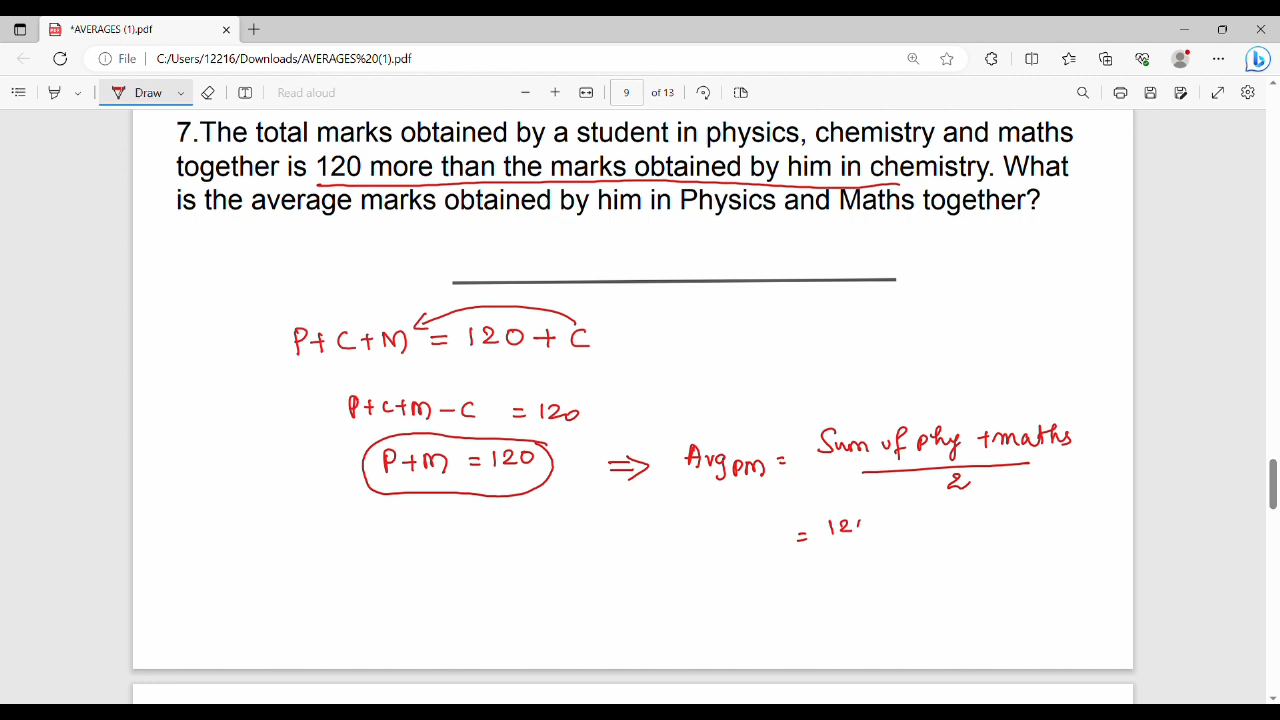 *AVERAGES (1).pdf
File C:/Users/12216/Downloads/AVERAGES%20(1).pdf
Draw Read aloud 9 of 13
7.The total marks obtained by a student in physics, chemistry and maths
together is 120 more than the marks obtained by him in chemistry. What
is the average marks obtained by him in Physics and Maths together?
P+C+M = 120+C
P+C+M-C = 120
P+M = 120 ⇒ Avg PM = Sum of phy + maths
2
= 12